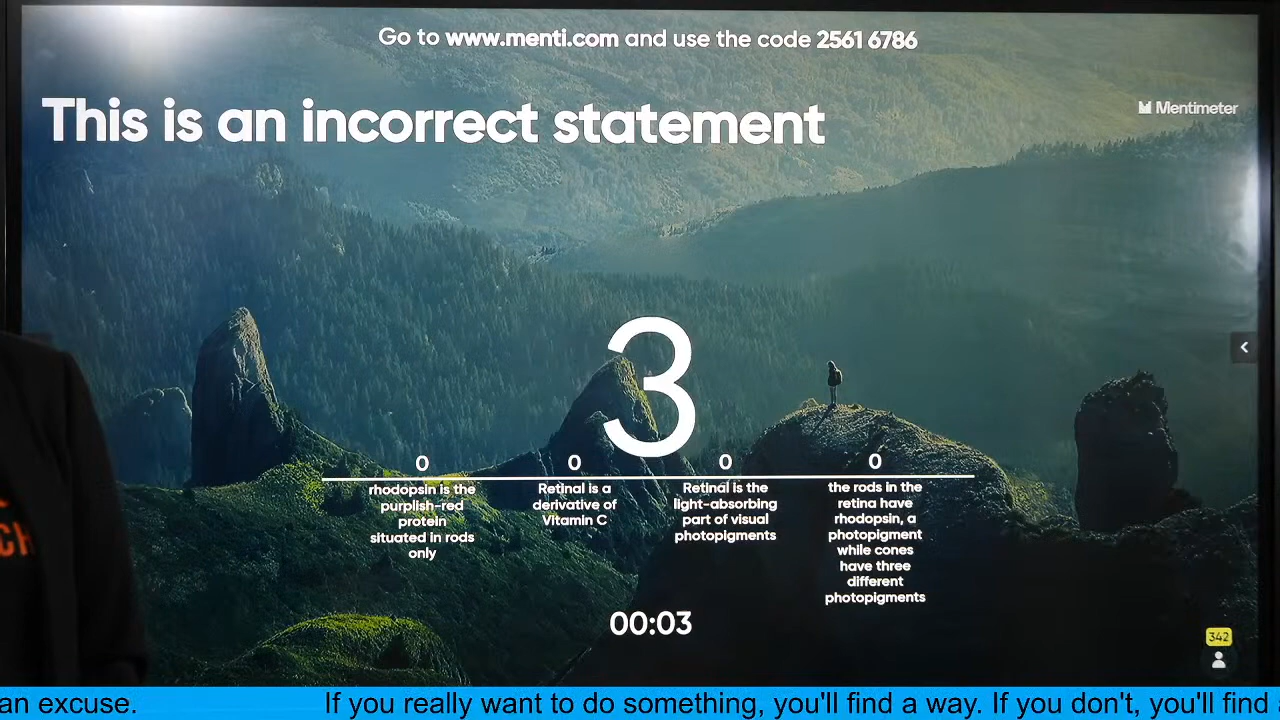 Go to www.menti.com and use the code 2561 6786
This is an incorrect statement
Mentimeter
3
0
rhodopsin is the
purplish-red
protein
situated in rods
only
0
Retinal is a
derivative of
Vitamin C
0
Retinal is the
light-absorbing
part of visual
photopigments
0
the rods in the
retina have
rhodopsin, a
photopigment
while cones
have three
different
photopigments
00:03
342
CH
an excuse. If you really want to do something, you'll find a way. If you don't, you'll find